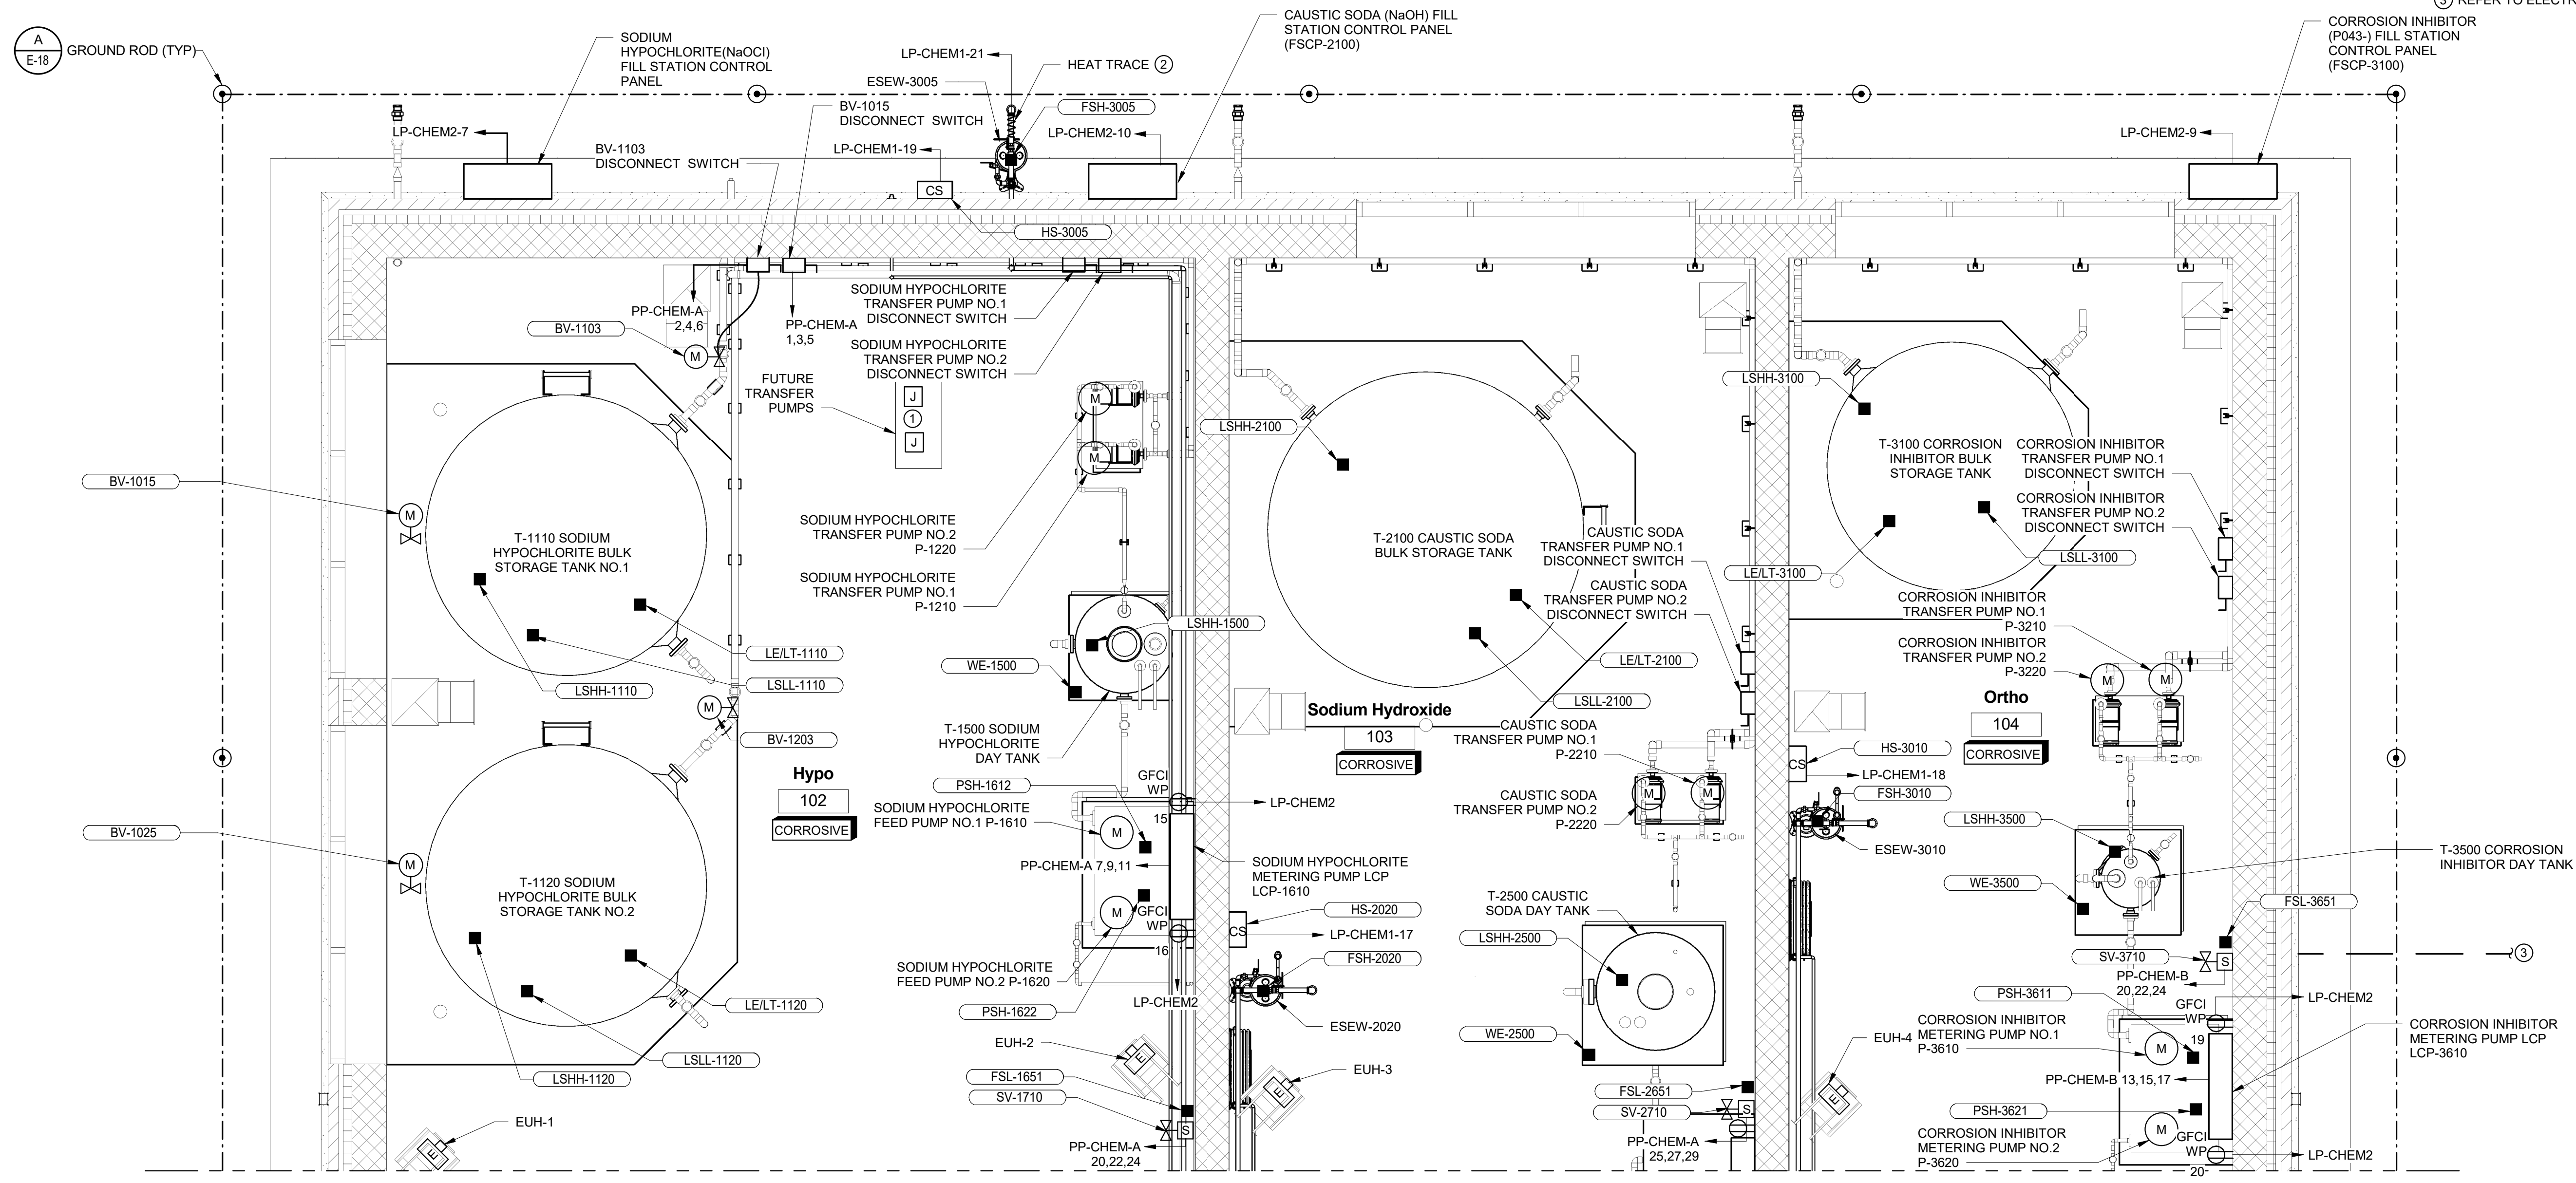 3 REFER TO ELECTR
A
E-18
GROUND ROD (TYP)
SODIUM
HYPOCHLORITE(NaOCl)
FILL STATION CONTROL
PANEL
LP-CHEM1-21
HEAT TRACE 2
ESEW-3005
FSH-3005
CAUSTIC SODA (NaOH) FILL
STATION CONTROL PANEL
(FSCP-2100)
CORROSION INHIBITOR
(P043-) FILL STATION
CONTROL PANEL
(FSCP-3100)
BV-1015
DISCONNECT SWITCH
LP-CHEM2-7
BV-1103
DISCONNECT SWITCH
LP-CHEM1-19
LP-CHEM2-10
LP-CHEM2-9
CS
HS-3005
PP-CHEM-A
2,4,6
BV-1103
M
PP-CHEM-A
1,3,5
SODIUM HYPOCHLORITE
TRANSFER PUMP NO.1
DISCONNECT SWITCH
SODIUM HYPOCHLORITE
TRANSFER PUMP NO.2
DISCONNECT SWITCH
FUTURE
TRANSFER
PUMPS
J
1
J
M
M
LSHH-2100
LSHH-3100
T-3100 CORROSION
INHIBITOR BULK
STORAGE TANK
CORROSION INHIBITOR
TRANSFER PUMP NO.1
DISCONNECT SWITCH
CORROSION INHIBITOR
TRANSFER PUMP NO.2
DISCONNECT SWITCH
BV-1015
M
T-1110 SODIUM
HYPOCHLORITE BULK
STORAGE TANK NO.1
SODIUM HYPOCHLORITE
TRANSFER PUMP NO.2
P-1220
SODIUM HYPOCHLORITE
TRANSFER PUMP NO.1
P-1210
T-2100 CAUSTIC SODA
BULK STORAGE TANK
CAUSTIC SODA
TRANSFER PUMP NO.1
DISCONNECT SWITCH
CAUSTIC SODA
TRANSFER PUMP NO.2
DISCONNECT SWITCH
LSLL-3100
LE/LT-3100
CORROSION INHIBITOR
TRANSFER PUMP NO.1
P-3210
CORROSION INHIBITOR
TRANSFER PUMP NO.2
P-3220
M
M
LSHH-1500
WE-1500
LE/LT-1110
LSLL-1110
LSHH-1110
LE/LT-2100
LSLL-2100
M
BV-1203
T-1500 SODIUM
HYPOCHLORITE
DAY TANK
Sodium Hydroxide
103
CORROSIVE
CAUSTIC SODA
TRANSFER PUMP NO.1
P-2210
CAUSTIC SODA
TRANSFER PUMP NO.2
P-2220
M
M
Ortho
104
CORROSIVE
HS-3010
CS
LP-CHEM1-18
FSH-3010
ESEW-3010
Hypo
102
CORROSIVE
PSH-1612
GFCI
WP
15
LP-CHEM2
SODIUM HYPOCHLORITE
FEED PUMP NO.1 P-1610
M
PP-CHEM-A 7,9,11
SODIUM HYPOCHLORITE
METERING PUMP LCP
LCP-1610
M
GFCI
WP
16
BV-1025
M
T-1120 SODIUM
HYPOCHLORITE BULK
STORAGE TANK NO.2
SODIUM HYPOCHLORITE
FEED PUMP NO.2 P-1620
PSH-1622
LP-CHEM2
HS-2020
CS
LP-CHEM1-17
FSH-2020
ESEW-2020
T-2500 CAUSTIC
SODA DAY TANK
LSHH-2500
WE-2500
LSHH-3500
T-3500 CORROSION
INHIBITOR DAY TANK
WE-3500
FSL-3651
3
SV-3710
S
PP-CHEM-B
20,22,24
PSH-3611
GFCI
WP
19
LP-CHEM2
CORROSION INHIBITOR
METERING PUMP NO.1
P-3610
M
CORROSION INHIBITOR
METERING PUMP LCP
LCP-3610
PP-CHEM-B 13,15,17
PSH-3621
CORROSION INHIBITOR
METERING PUMP NO.2
P-3620
M
GFCI
WP
20
LP-CHEM2
LE/LT-1120
LSLL-1120
LSHH-1120
EUH-1
E
EUH-2
E
FSL-1651
SV-1710
S
PP-CHEM-A
20,22,24
EUH-3
E
FSL-2651
SV-2710
S
PP-CHEM-A
25,27,29
EUH-4
E